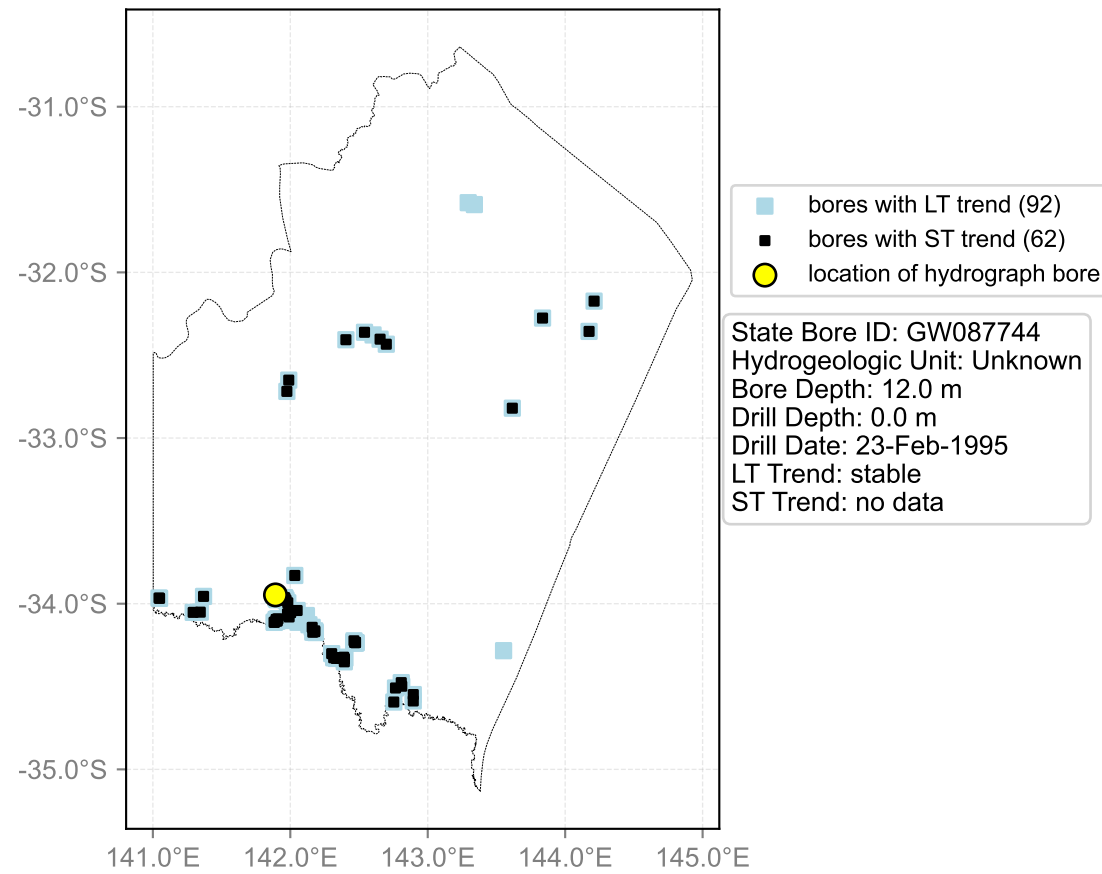 -31.0°S
-32.0°S
-33.0°S
-34.0°S
-35.0°S
141.0°E
142.0°E
143.0°E
144.0°E
145.0°E
bores with LT trend (92)
bores with ST trend (62)
location of hydrograph bore
State Bore ID: GW087744
Hydrogeologic Unit: Unknown
Bore Depth: 12.0 m
Drill Depth: 0.0 m
Drill Date: 23-Feb-1995
LT Trend: stable
ST Trend: no data